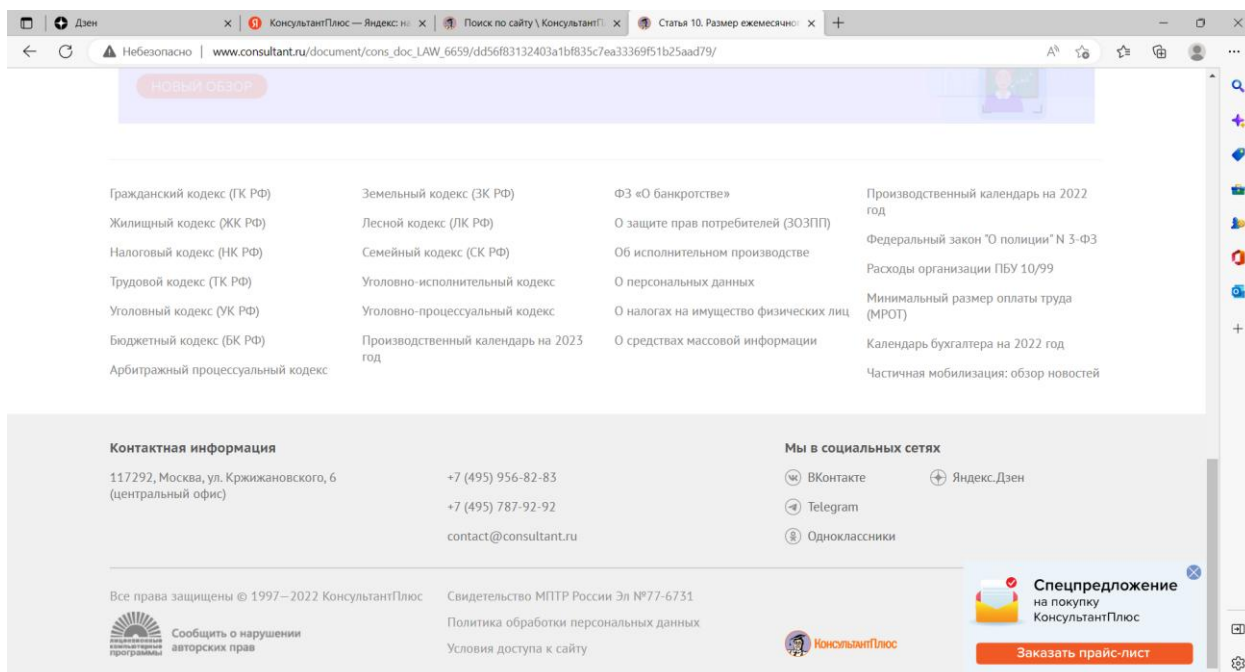 Дзен
КонсультантПлюс — Яндекс: на
Поиск по сайту \ КонсультантП
Статья 10. Размер ежемесячног
Небезопасно | www.consultant.ru/document/cons_doc_LAW_6659/dd56f83132403a1bf835c7ea33369f51b25aad79/
НОВЫЙ ОБЗОР
Гражданский кодекс (ГК РФ)
Жилищный кодекс (ЖК РФ)
Налоговый кодекс (НК РФ)
Трудовой кодекс (ТК РФ)
Уголовный кодекс (УК РФ)
Бюджетный кодекс (БК РФ)
Арбитражный процессуальный кодекс
Земельный кодекс (ЗК РФ)
Лесной кодекс (ЛК РФ)
Семейный кодекс (СК РФ)
Уголовно-исполнительный кодекс
Уголовно-процессуальный кодекс
Производственный календарь на 2023
год
ФЗ «О банкротстве»
О защите прав потребителей (ЗОЗПП)
Об исполнительном производстве
О персональных данных
О налогах на имущество физических лиц
О средствах массовой информации
Производственный календарь на 2022
год
Федеральный закон "О полиции" N 3-ФЗ
Расходы организации ПБУ 10/99
Минимальный размер оплаты труда
(МРОТ)
Календарь бухгалтера на 2022 год
Частичная мобилизация: обзор новостей
Контактная информация
117292, Москва, ул. Кржижановского, 6
(центральный офис)
+7 (495) 956-82-83
+7 (495) 787-92-92
contact@consultant.ru
Мы в социальных сетях
ВКонтакте
Яндекс.Дзен
Telegram
Одноклассники
Все права защищены © 1997—2022 КонсультантПлюс
лицензионные
компьютерные
программы
Сообщить о нарушении
авторских прав
Свидетельство МПТР России Эл №77-6731
Политика обработки персональных данных
Условия доступа к сайту
КонсультантПлюс
Спецпредложение
на покупку
КонсультантПлюс
Заказать прайс-лист